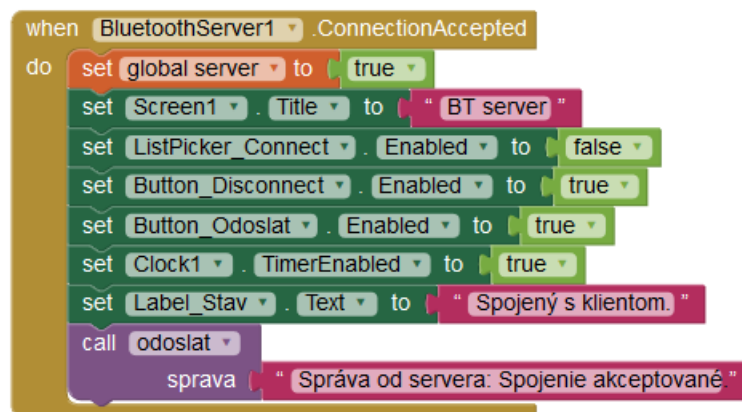 when BluetoothServer1 .ConnectionAccepted
do set global server to true
set Screen1 . Title to " BT server "
set ListPicker_Connect . Enabled to false
set Button_Disconnect . Enabled to true
set Button_Odoslat . Enabled to true
set Clock1 . TimerEnabled to true
set Label_Stav . Text to " Spojený s klientom. "
call odoslat
sprava " Správa od servera: Spojenie akceptované. "